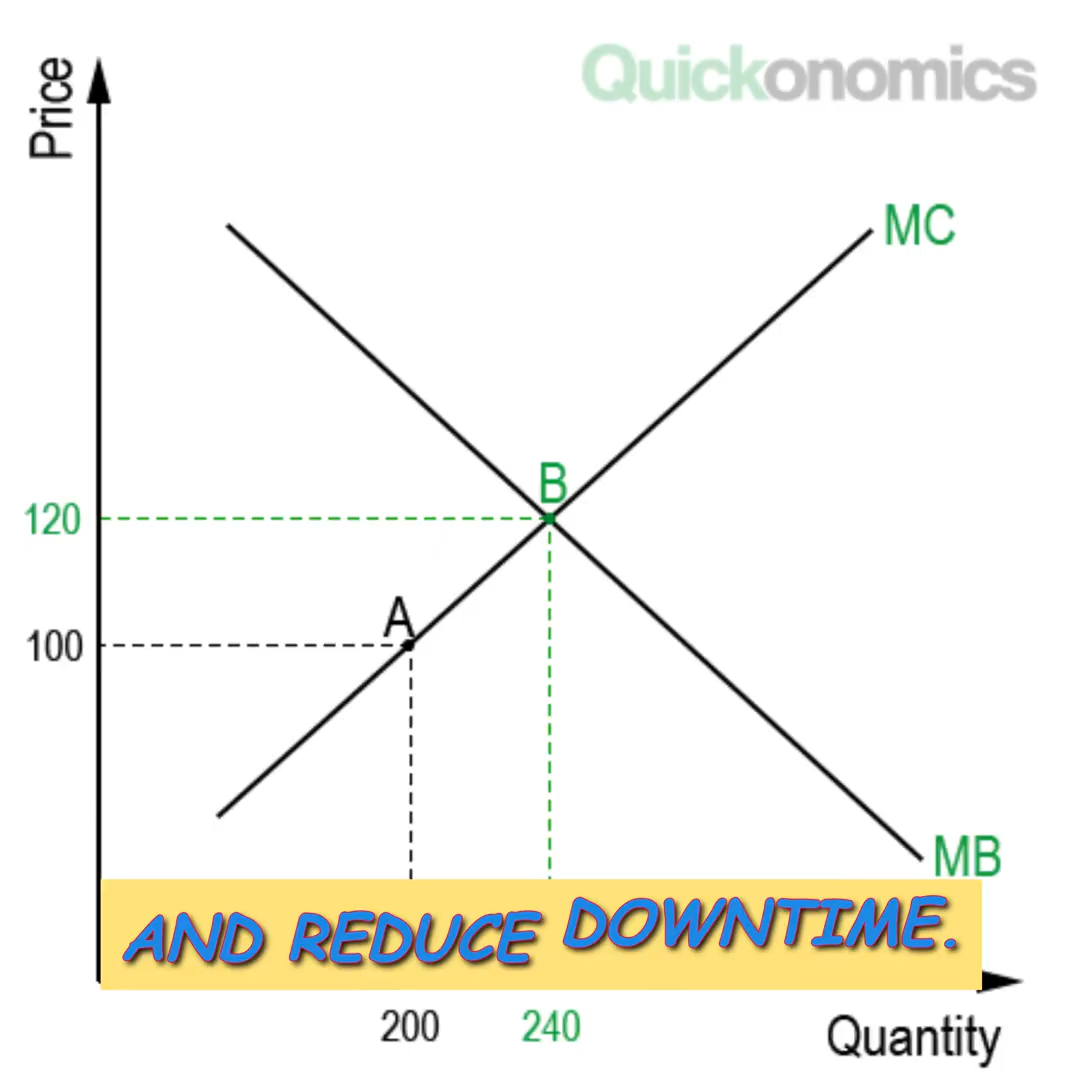 Quickonomics
Price
MC
B
120
A
100
MB
AND REDUCE DOWNTIME.
200
240
Quantity